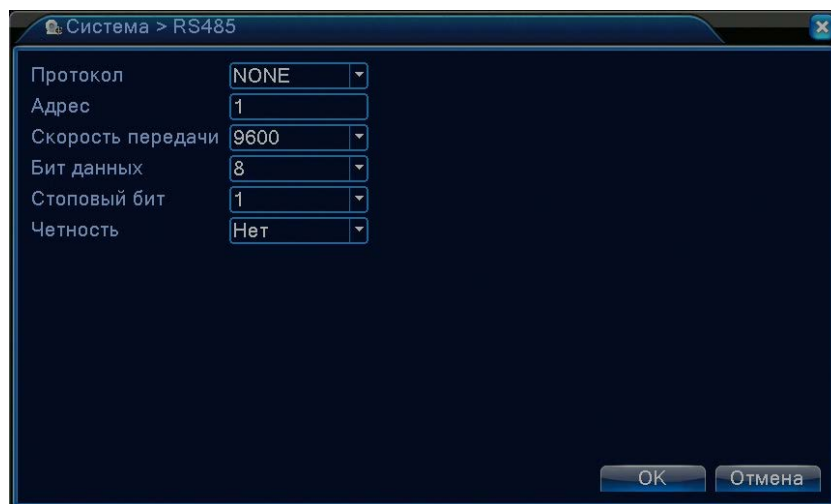 Система > RS485
Протокол NONE
Адрес 1
Скорость передачи 9600
Бит данных 8
Стоповый бит 1
Четность Нет
OK Отмена